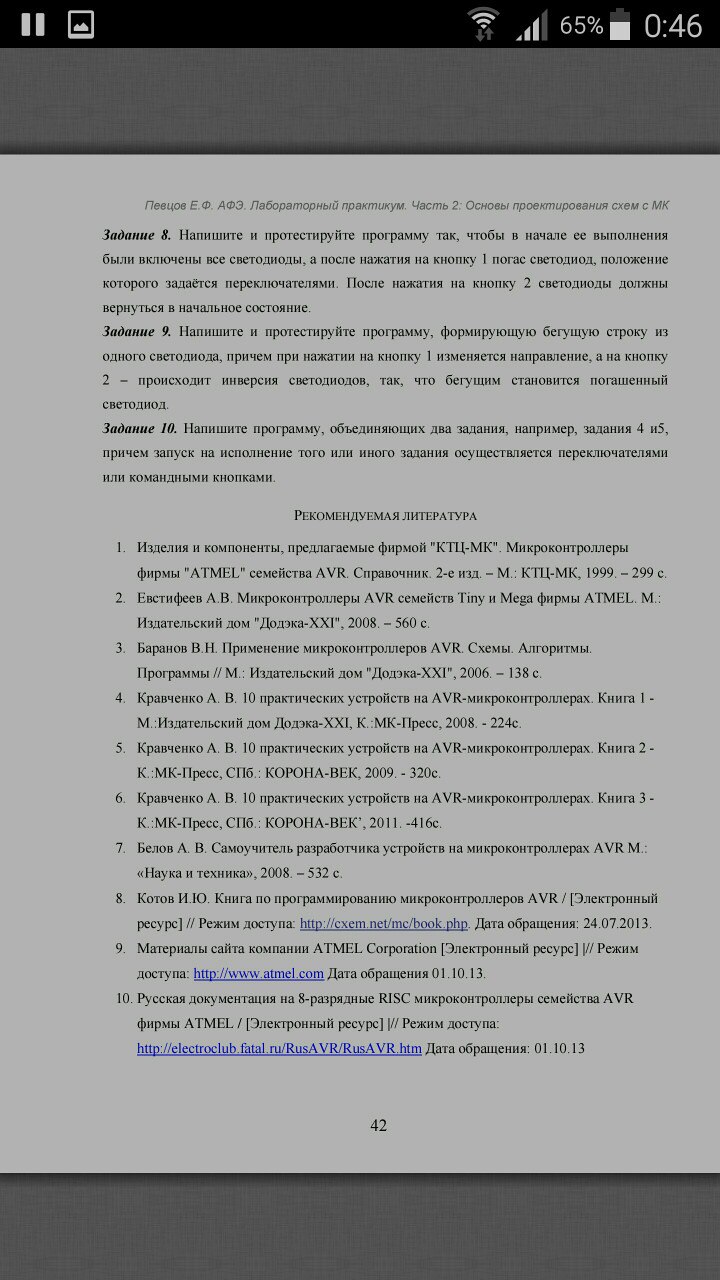 65% 0:46
Певцов Е.Ф. АФЭ. Лабораторный практикум. Часть 2: Основы проектирования схем с МК
Задание 8. Напишите и протестируйте программу так, чтобы в начале ее выполнения
были включены все светодиоды, а после нажатия на кнопку 1 погас светодиод, положение
которого задаётся переключателями. После нажатия на кнопку 2 светодиоды должны
вернуться в начальное состояние.
Задание 9. Напишите и протестируйте программу, формирующую бегущую строку из
одного светодиода, причем при нажатии на кнопку 1 изменяется направление, а на кнопку
2 – происходит инверсия светодиодов, так, что бегущим становится погашенный
светодиод.
Задание 10. Напишите программу, объединяющих два задания, например, задания 4 и5,
причем запуск на исполнение того или иного задания осуществляется переключателями
или командными кнопками.
РЕКОМЕНДУЕМАЯ ЛИТЕРАТУРА
1. Изделия и компоненты, предлагаемые фирмой "КТЦ-МК". Микроконтроллеры
фирмы "ATMEL" семейства AVR. Справочник. 2-е изд. – М.: КТЦ-МК, 1999. – 299 с.
2. Евстифеев А.В. Микроконтроллеры AVR семейств Tiny и Mega фирмы ATMEL. М.:
Издательский дом "Додэка-XXI", 2008. – 560 с.
3. Баранов В.Н. Применение микроконтроллеров AVR. Схемы. Алгоритмы.
Программы // М.: Издательский дом "Додэка-XXI", 2006. – 138 с.
4. Кравченко А. В. 10 практических устройств на AVR-микроконтроллерах. Книга 1 -
М.:Издательский дом Додэка-XXI, К.:МК-Пресс, 2008. - 224с.
5. Кравченко А. В. 10 практических устройств на AVR-микроконтроллерах. Книга 2 -
К.:МК-Пресс, СПб.: КОРОНА-ВЕК, 2009. - 320с.
6. Кравченко А. В. 10 практических устройств на AVR-микроконтроллерах. Книга 3 -
К.:МК-Пресс, СПб.: КОРОНА-ВЕК’, 2011. -416с.
7. Белов А. В. Самоучитель разработчика устройств на микроконтроллерах AVR М.:
«Наука и техника», 2008. – 532 с.
8. Котов И.Ю. Книга по программированию микроконтроллеров AVR / [Электронный
ресурс] // Режим доступа: http://cxem.net/mc/book.php. Дата обращения: 24.07.2013.
9. Материалы сайта компании ATMEL Corporation [Электронный ресурс] |// Режим
доступа: http://www.atmel.com Дата обращения 01.10.13.
10. Русская документация на 8-разрядные RISC микроконтроллеры семейства AVR
фирмы ATMEL / [Электронный ресурс] |// Режим доступа:
http://electroclub.fatal.ru/RusAVR/RusAVR.htm Дата обращения: 01.10.13
42